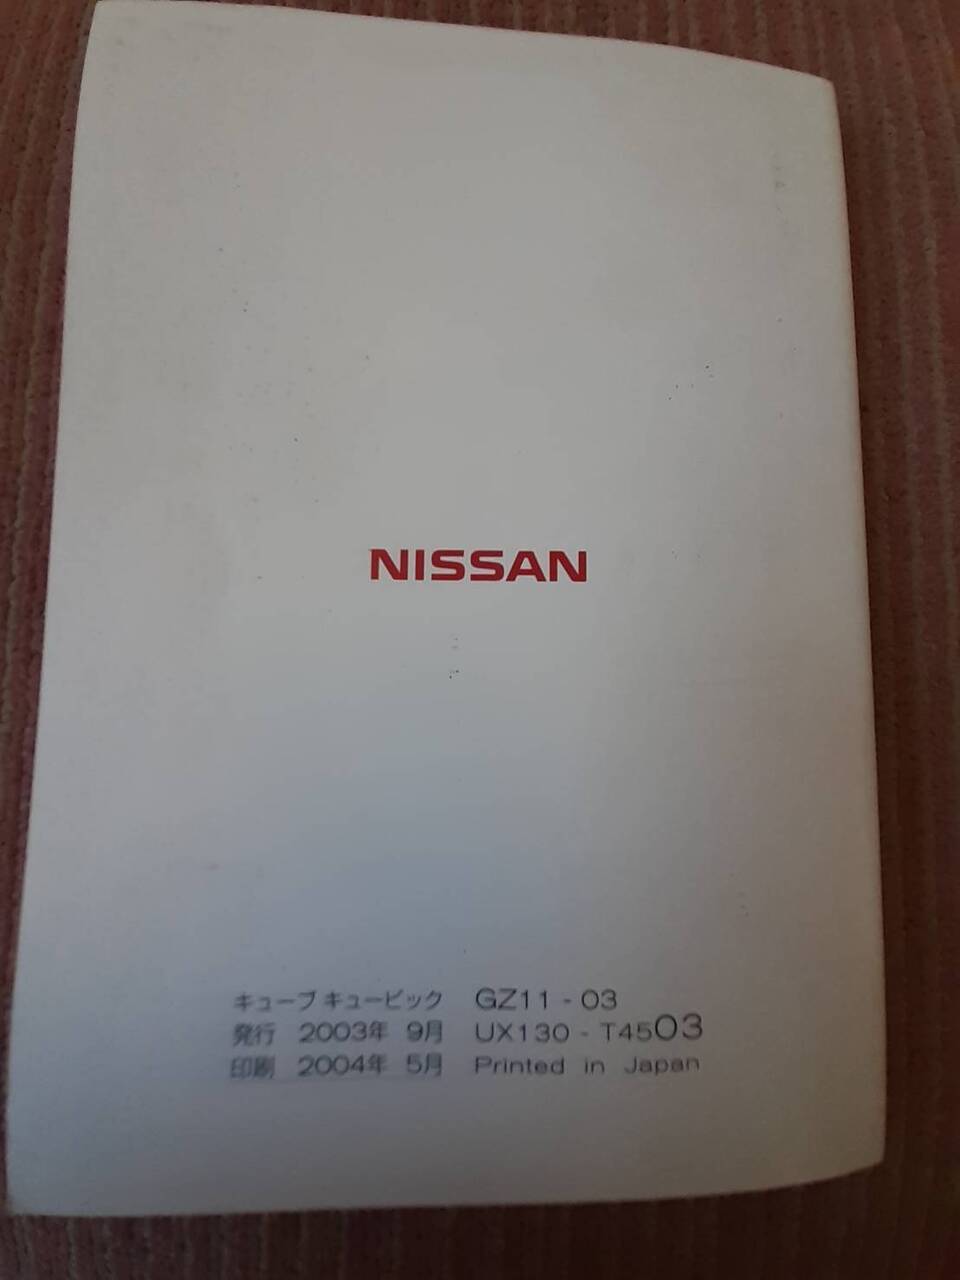 NISSAN
キューブ キュービック GZ11 - 03
発行 2003年 9月 UX130 - T4503
印刷 2004年 5月 Printed in Japan